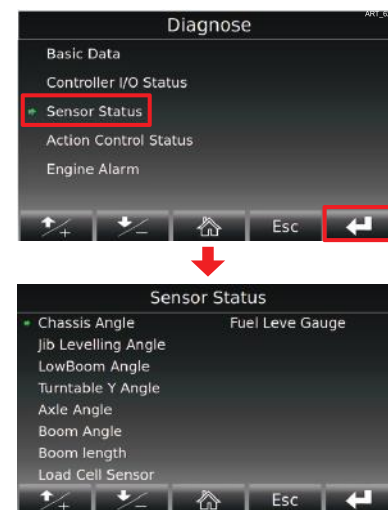 Diagnose
Basic Data
Controller I/O Status
Sensor Status
Action Control Status
Engine Alarm
+ - Esc
Sensor Status
Chassis Angle Fuel Leve Gauge
Jib Levelling Angle
LowBoom Angle
Turntable Y Angle
Axle Angle
Boom Angle
Boom length
Load Cell Sensor
+ - Esc